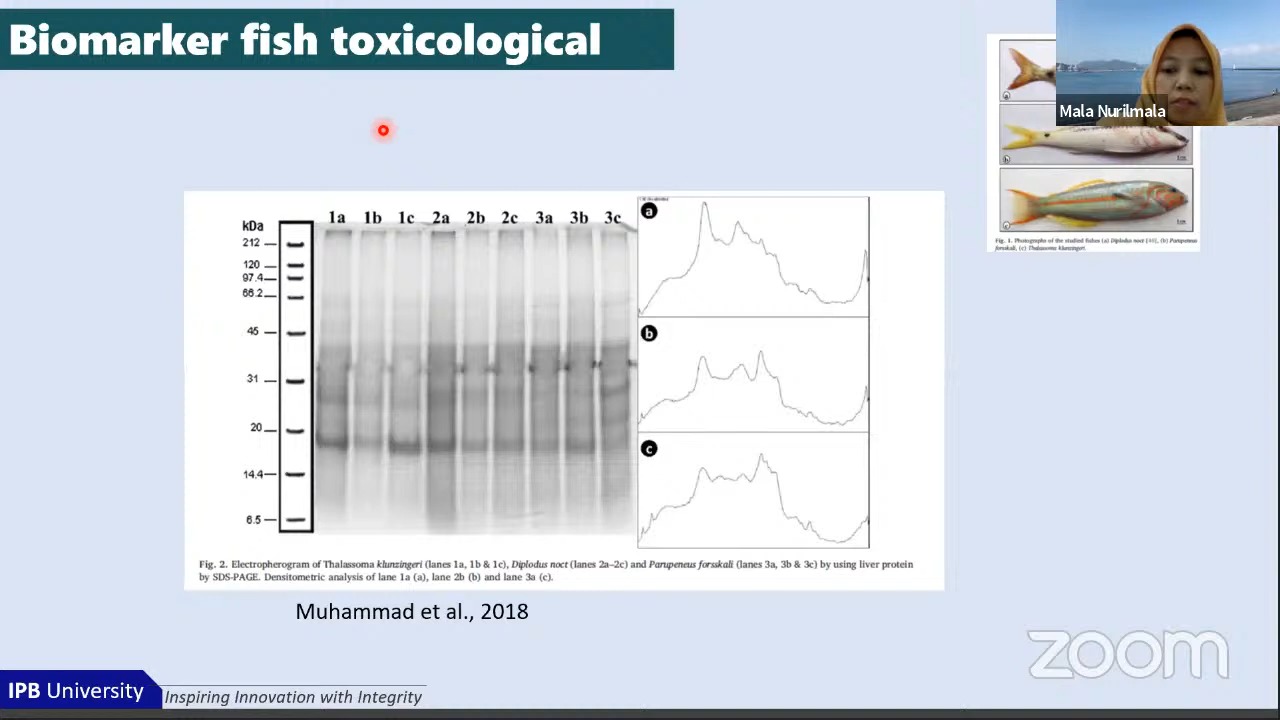 Biomarker fish toxicological
Mala Nurilmala
1a 1b 1c 2a 2b 2c 3a 3b 3c
kDa
212
120
97.4
66.2
45
31
20
14.4
6.5
a
b
c
Fig. 1. Photographs of the studied fishes (a) Diplodus noct (♂), (b) Parupeneus
forsskali, (c) Thalassoma klunzingeri.
Fig. 2. Electropherogram of Thalassoma klunzingeri (lanes 1a, 1b & 1c), Diplodus noct (lanes 2a–2c) and Parupeneus forsskali (lanes 3a, 3b & 3c) by using liver protein
by SDS-PAGE. Densitometric analysis of lane 1a (a), lane 2b (b) and lane 3a (c).
Muhammad et al., 2018
zoom
IPB University
Inspiring Innovation with Integrity